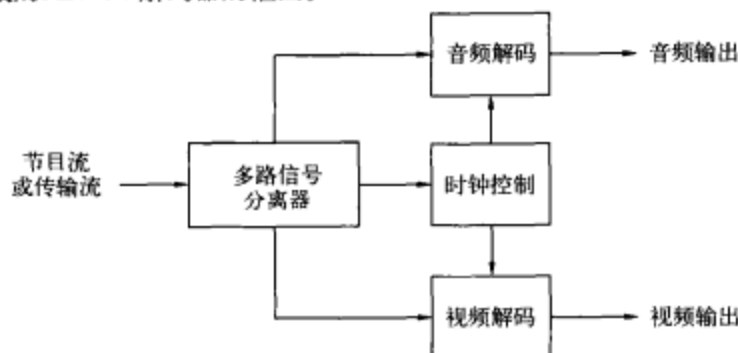 音频解码
音频输出
节目流
或传输流
多路信号
分离器
时钟控制
视频解码
视频输出